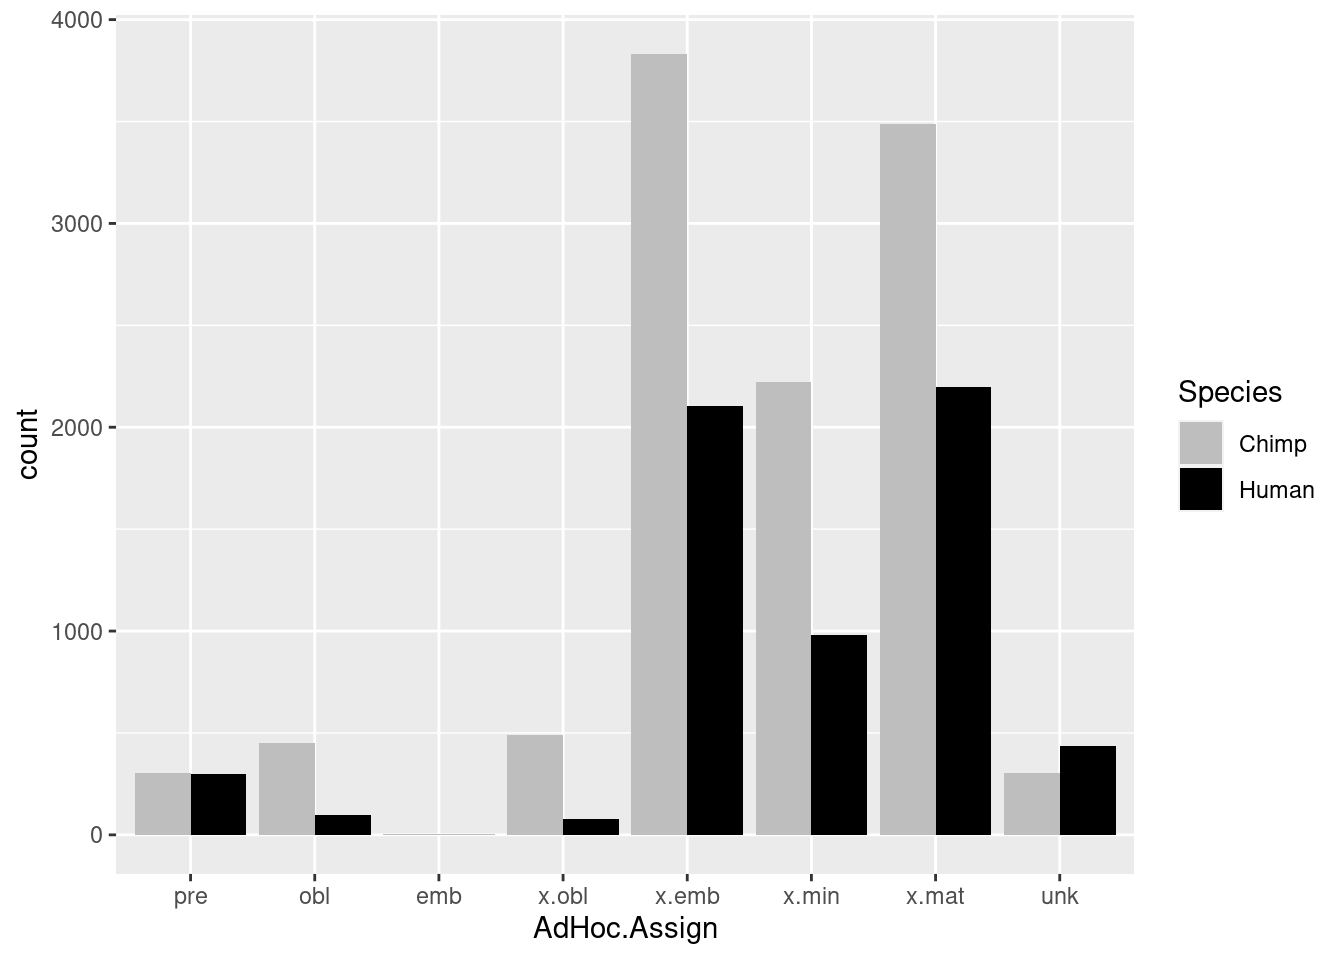 4000
3000
2000
1000
0
count
pre obl emb x.obl x.emb x.min x.mat unk
AdHoc.Assign
Species
Chimp
Human